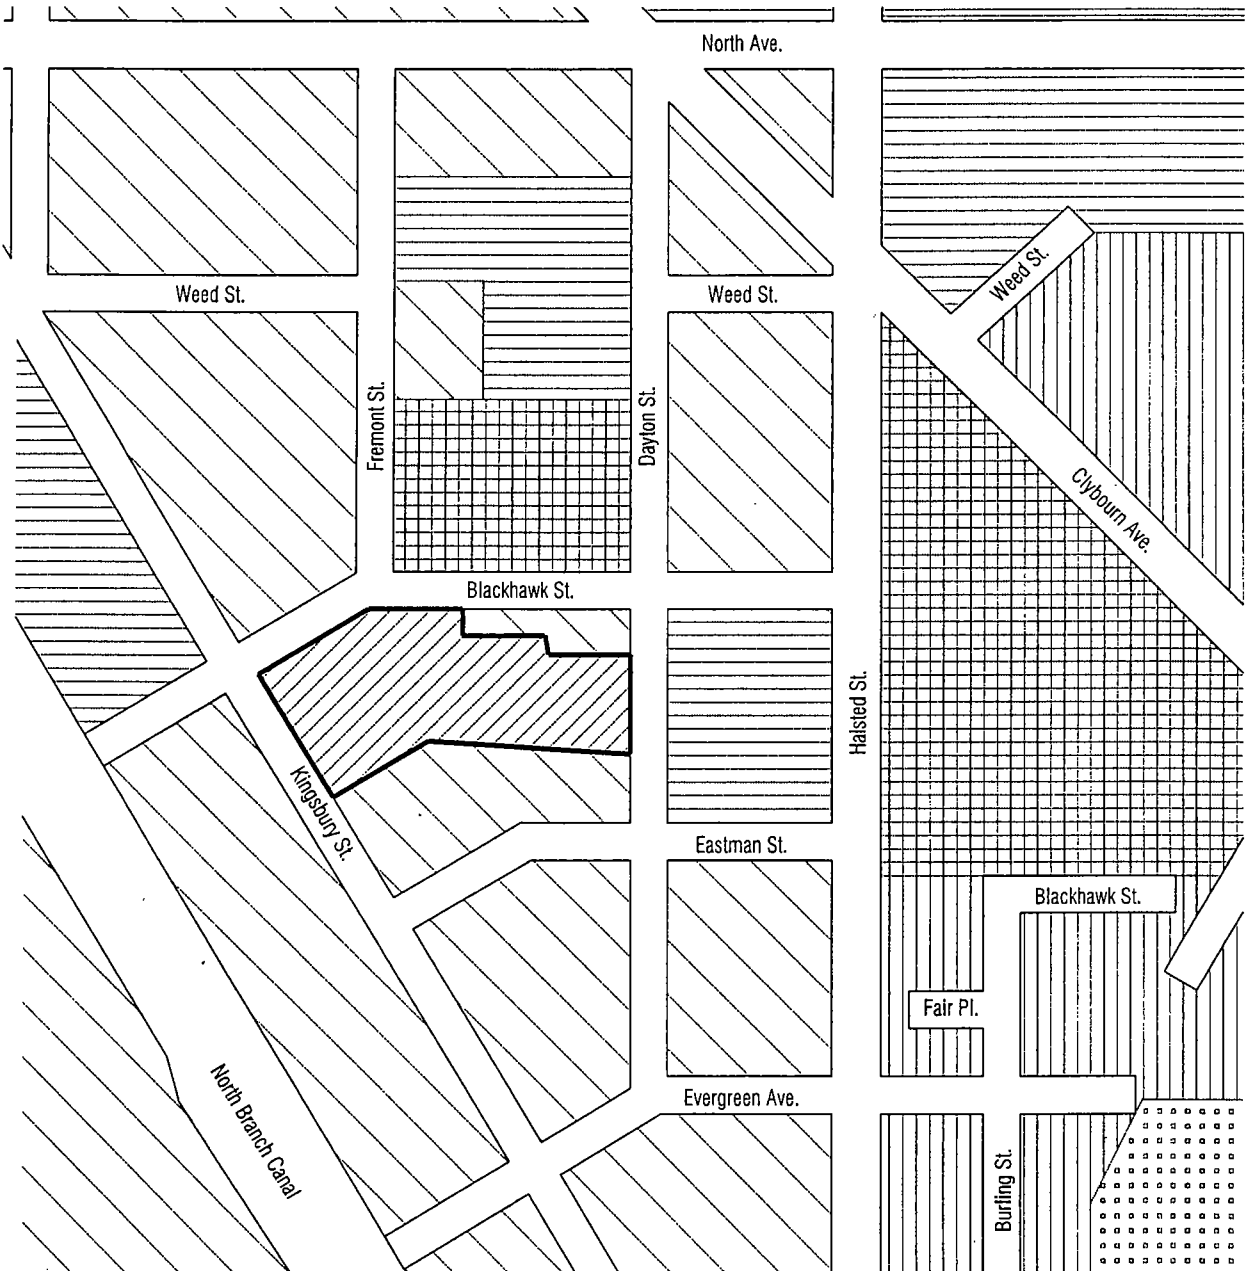 North Ave.
Weed St.
Weed St.
Weed St.
Fremont St.
Dayton St.
Clybourn Ave.
Blackhawk St.
Halsted St.
Kingsbury St.
Eastman St.
Blackhawk St.
Fair Pl.
Evergreen Ave.
North Branch Canal
Burling St.